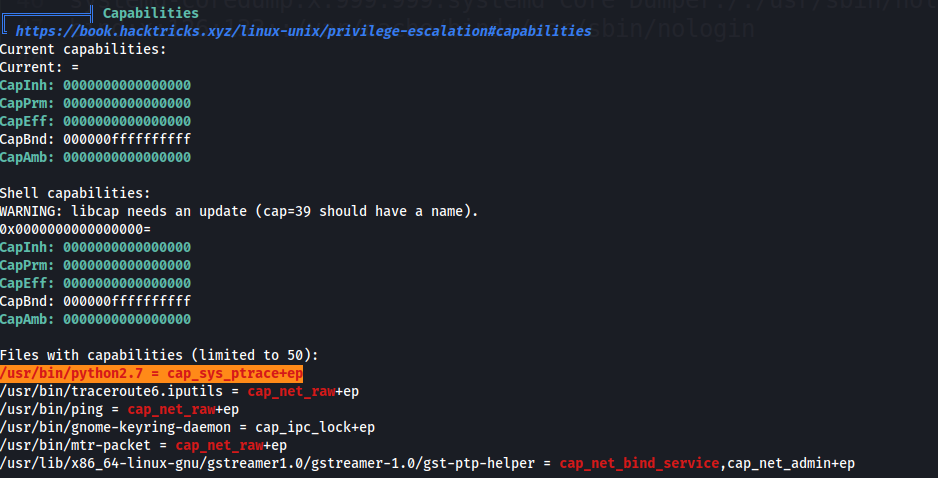 Capabilities
https://book.hacktricks.xyz/linux-unix/privilege-escalation#capabilities
Current capabilities:
Current: =
CapInh: 0000000000000000
CapPrm: 0000000000000000
CapEff: 0000000000000000
CapBnd: 000000ffffffffff
CapAmb: 0000000000000000
Shell capabilities:
WARNING: libcap needs an update (cap=39 should have a name).
0x0000000000000000=
CapInh: 0000000000000000
CapPrm: 0000000000000000
CapEff: 0000000000000000
CapBnd: 000000ffffffffff
CapAmb: 0000000000000000
Files with capabilities (limited to 50):
/usr/bin/python2.7 = cap_sys_ptrace+ep
/usr/bin/traceroute6.iputils = cap_net_raw+ep
/usr/bin/ping = cap_net_raw+ep
/usr/bin/gnome-keyring-daemon = cap_ipc_lock+ep
/usr/bin/mtr-packet = cap_net_raw+ep
/usr/lib/x86_64-linux-gnu/gstreamer1.0/gstreamer-1.0/gst-ptp-helper = cap_net_bind_service,cap_net_admin+ep